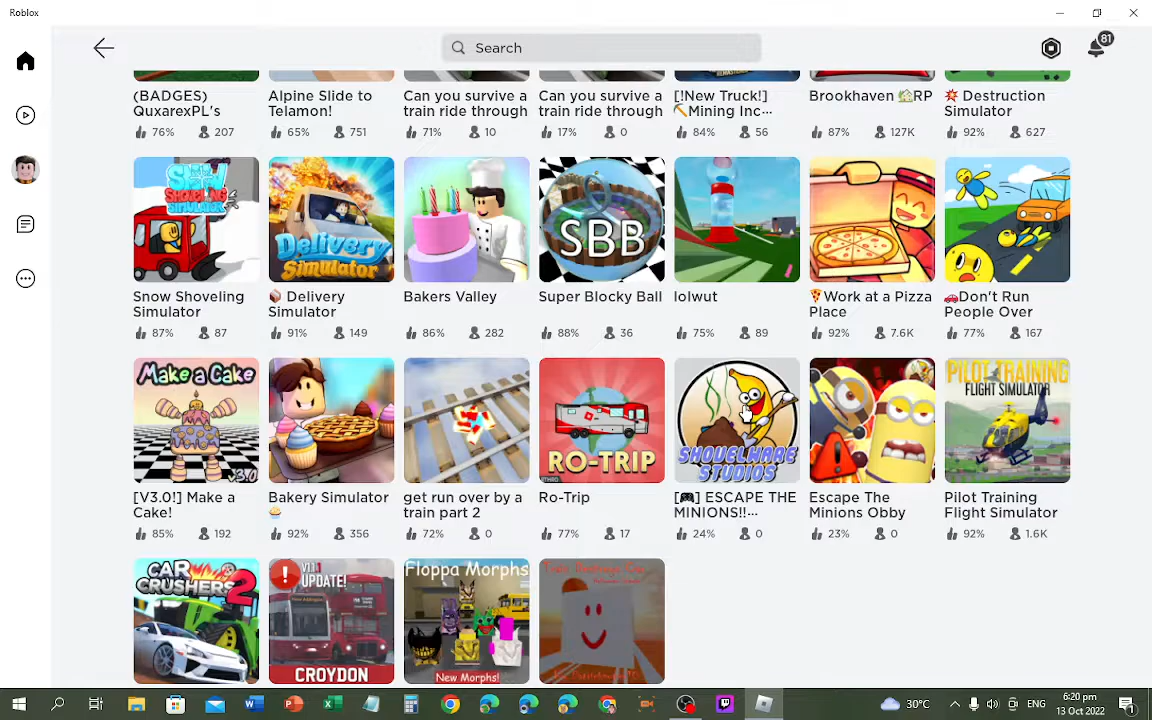 Roblox
Search
81
(BADGES)
QuxarexPL's
76% 207
Alpine Slide to
Telamon!
65% 751
Can you survive a
train ride through
71% 10
Can you survive a
train ride through
17% 0
REMASTERED
[!New Truck!]
⛏️Mining Inc···
84% 56
Brookhaven 🏡RP
87% 127K
💥 Destruction
Simulator
92% 627
SNOW
SHOVELING
SIMULATOR
Snow Shoveling
Simulator
87% 87
Delivery
Simulator
📦 Delivery
Simulator
91% 149
Bakers Valley
86% 282
SBB
Super Blocky Ball
88% 36
lolwut
75% 89
🍕Work at a Pizza
Place
92% 7.6K
🚗Don't Run
People Over
77% 167
Make a Cake
V3.0
[V3.0!] Make a
Cake!
85% 192
Bakery Simulator
🧁
92% 356
get run over by a
train part 2
72% 0
RO-TRIP
Ro-Trip
77% 17
SHOVELWARE
STUDIOS
[🎮] ESCAPE THE
MINIONS!!···
24% 0
Escape The
Minions Obby
23% 0
PILOT TRAINING
FLIGHT SIMULATOR
Pilot Training
Flight Simulator
92% 1.6K
CAR
CRUSHERS 2
UPDATE!
CROYDON
Floppa Morphs
New Morphs!
30°C
ENG
6:20 pm
13 Oct 2022
1